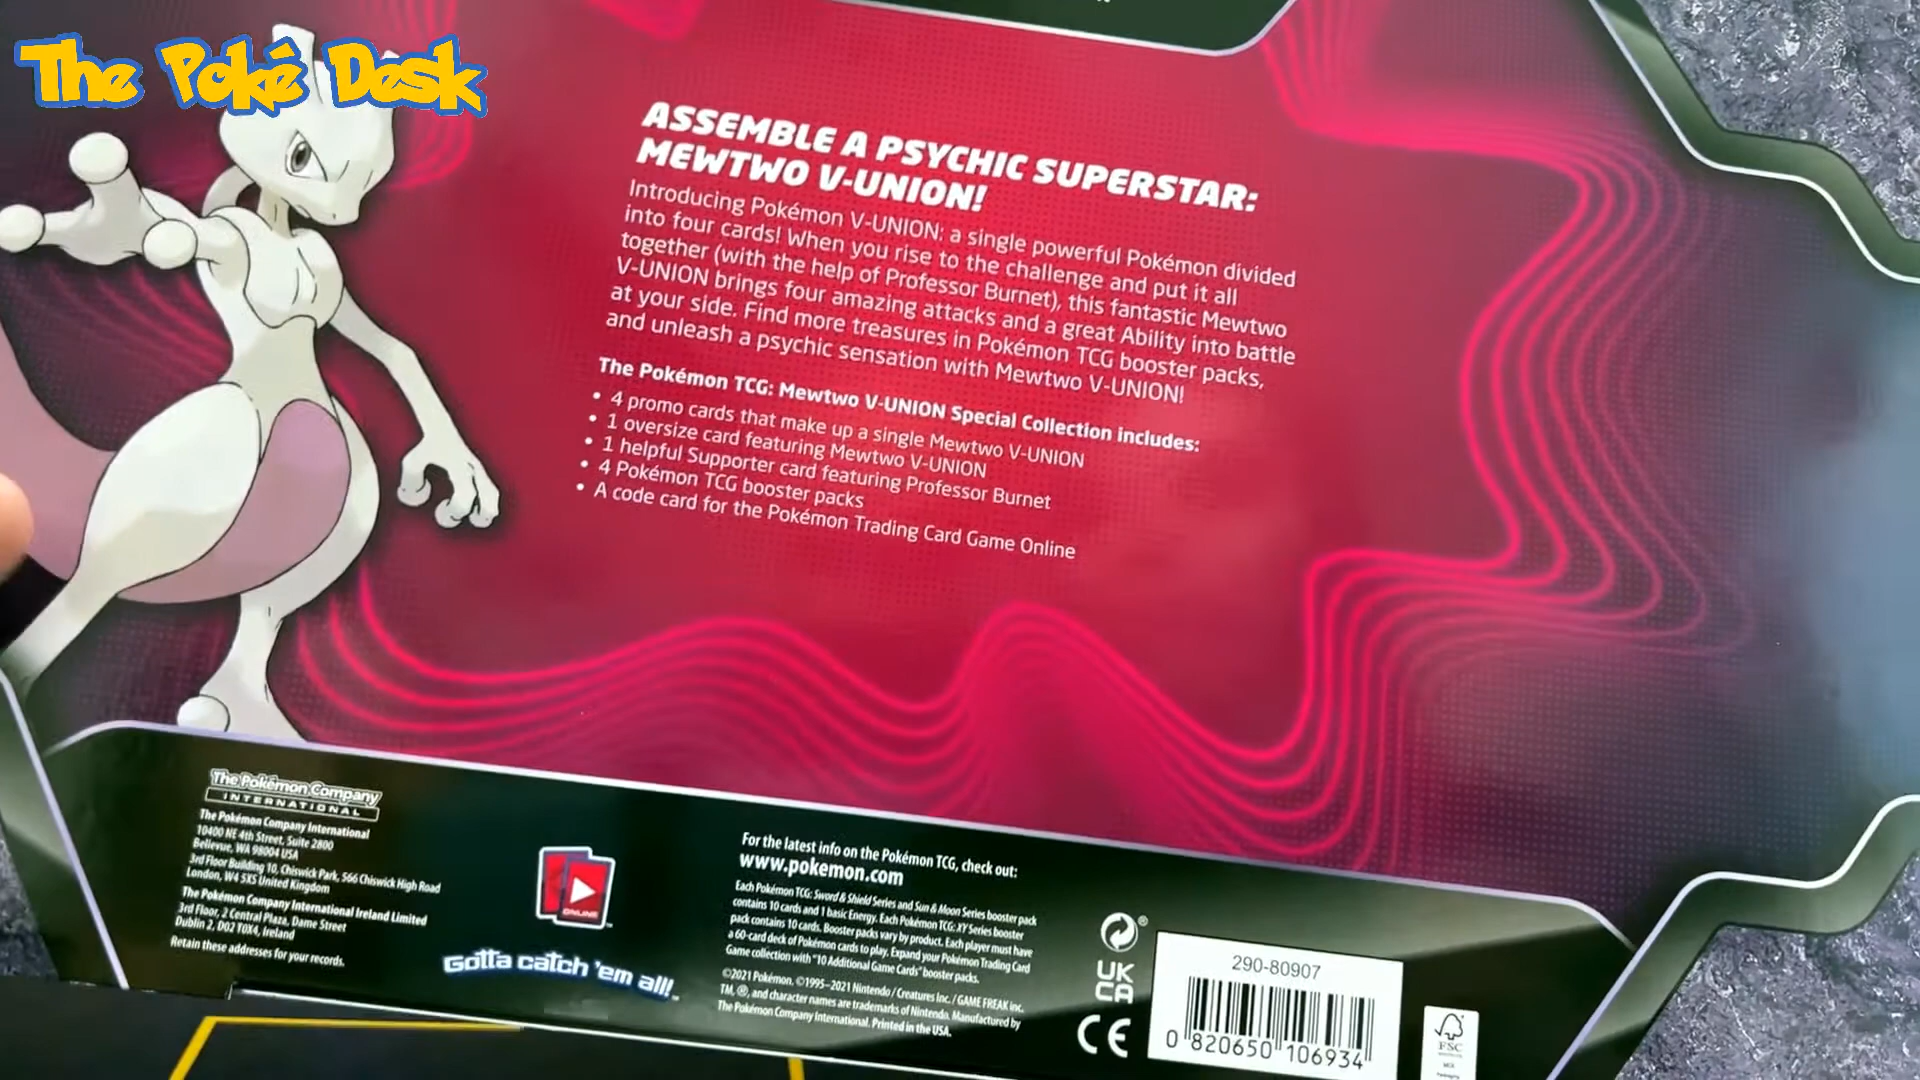 The Poké Desk
ASSEMBLE A PSYCHIC SUPERSTAR:
MEWTWO V-UNION!
Introducing Pokémon V-UNION: a single powerful Pokémon divided
into four cards! When you rise to the challenge and put it all
together (with the help of Professor Burnet), this fantastic Mewtwo
V-UNION brings four amazing attacks and a great Ability into battle
at your side. Find more treasures in Pokémon TCG booster packs,
and unleash a psychic sensation with Mewtwo V-UNION!
The Pokémon TCG: Mewtwo V-UNION Special Collection includes:
• 4 promo cards that make up a single Mewtwo V-UNION
• 1 oversize card featuring Mewtwo V-UNION
• 1 helpful Supporter card featuring Professor Burnet
• 4 Pokémon TCG booster packs
• A code card for the Pokémon Trading Card Game Online
The Pokémon Company
INTERNATIONAL
The Pokémon Company International
10400 NE 4th Street, Suite 2800
Bellevue, WA 98004 USA
3rd Floor Building 10, Chiswick Park, 566 Chiswick High Road
London, W4 5XS United Kingdom
The Pokémon Company International Ireland Limited
3rd Floor, 2 Central Plaza, Dame Street
Dublin 2, D02 T0X4, Ireland
Retain these addresses for your records.
ONLINE
Gotta catch 'em all!™
For the latest info on the Pokémon TCG, check out:
www.pokemon.com
Each Pokémon TCG: Sword & Shield Series and Sun & Moon Series booster pack
contains 10 cards and 1 basic Energy. Each Pokémon TCG: XY Series booster
pack contains 10 cards. Booster packs vary by product. Each player must have
a 60-card deck of Pokémon cards to play. Expand your Pokémon Trading Card
Game collection with "10 Additional Game Cards" booster packs.
©2021 Pokémon. ©1995–2021 Nintendo / Creatures Inc. / GAME FREAK inc.
TM, ®, and character names are trademarks of Nintendo. Manufactured by
The Pokémon Company International. Printed in the USA.
UK
CA
CE
290-80907
0 820650 106934
FSC